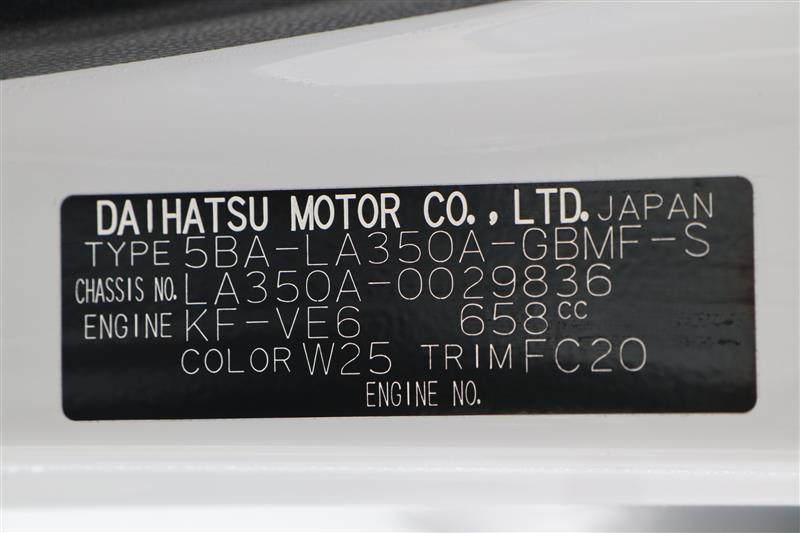 DAIHATSU MOTOR CO., LTD. JAPAN
TYPE 5BA-LA350A-GBMF-S
CHASSIS NO. LA350A-0029836
ENGINE KF-VE6 658cc
COLOR W25 TRIM FC20
ENGINE NO.